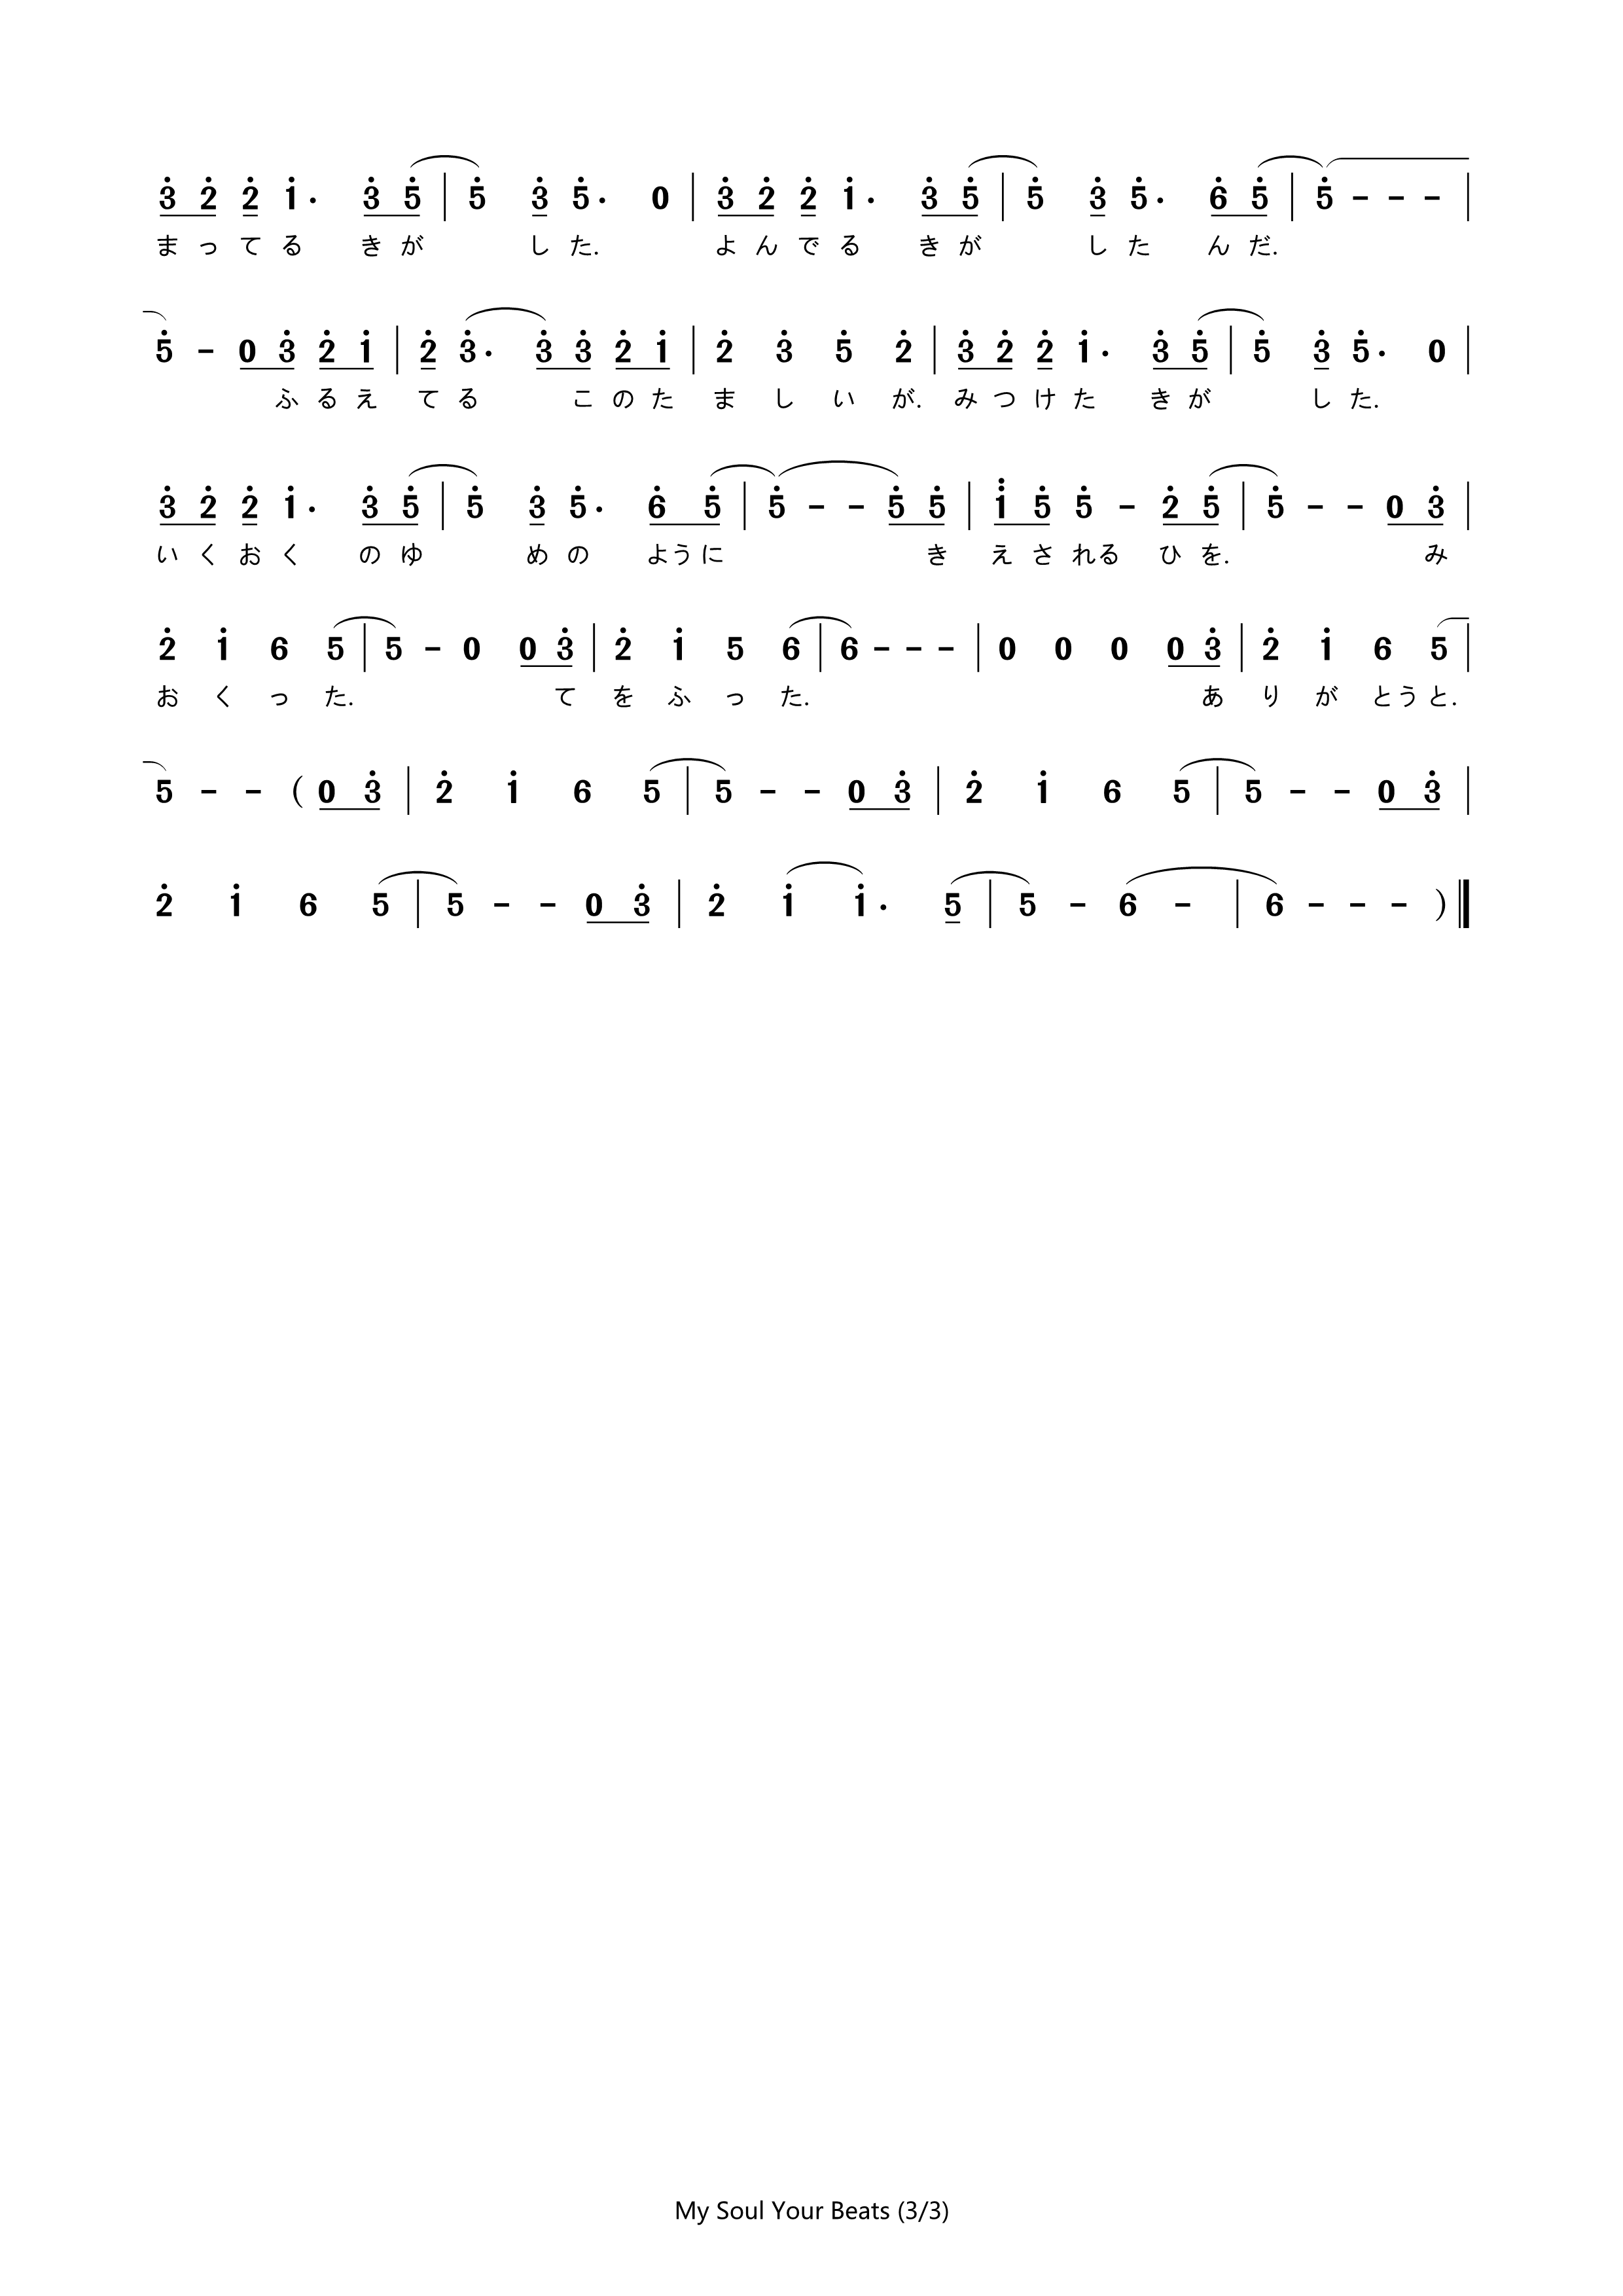 3̇ 2̇ 2̇ 1̇· 3̇ 5̇ | 5̇ 3̇ 5̇· 0 | 3̇ 2̇ 2̇ 1̇· 3̇ 5̇ | 5̇ 3̇ 5̇· 6̇ 5̇ | 5̇ - - - |
まってる きが した. よんでる きが した んだ.
5̇ - 0 3̇ 2̇ 1̇ | 2̇ 3̇· 3̇ 3̇ 2̇ 1̇ | 2̇ 3̇ 5̇ 2̇ | 3̇ 2̇ 2̇ 1̇· 3̇ 5̇ | 5̇ 3̇ 5̇· 0 |
ふるえ てる このた ましいが. みつけた きが した.
3̇ 2̇ 2̇ 1̇· 3̇ 5̇ | 5̇ 3̇ 5̇· 6̇ 5̇ | 5̇ - - 5̇ 5̇ | 1̈ 5̇ 5̇ - 2̇ 5̇ | 5̇ - - 0 3̇ |
いくおく のゆ めの ように き えされる ひを. み
2̇ 1̇ 6 5 | 5 - 0 0 3̇ | 2̇ 1̇ 5 6 | 6 - - - | 0 0 0 0 3̇ | 2̇ 1̇ 6 5 |
おくった. て をふった. あ りがとうと.
5 - - ( 0 3̇ | 2̇ 1̇ 6 5 | 5 - - 0 3̇ | 2̇ 1̇ 6 5 | 5 - - 0 3̇ |
2̇ 1̇ 6 5 | 5 - - 0 3̇ | 2̇ 1̇ 1̇· 5 | 5 - 6 - | 6 - - - )
My Soul Your Beats (3/3)